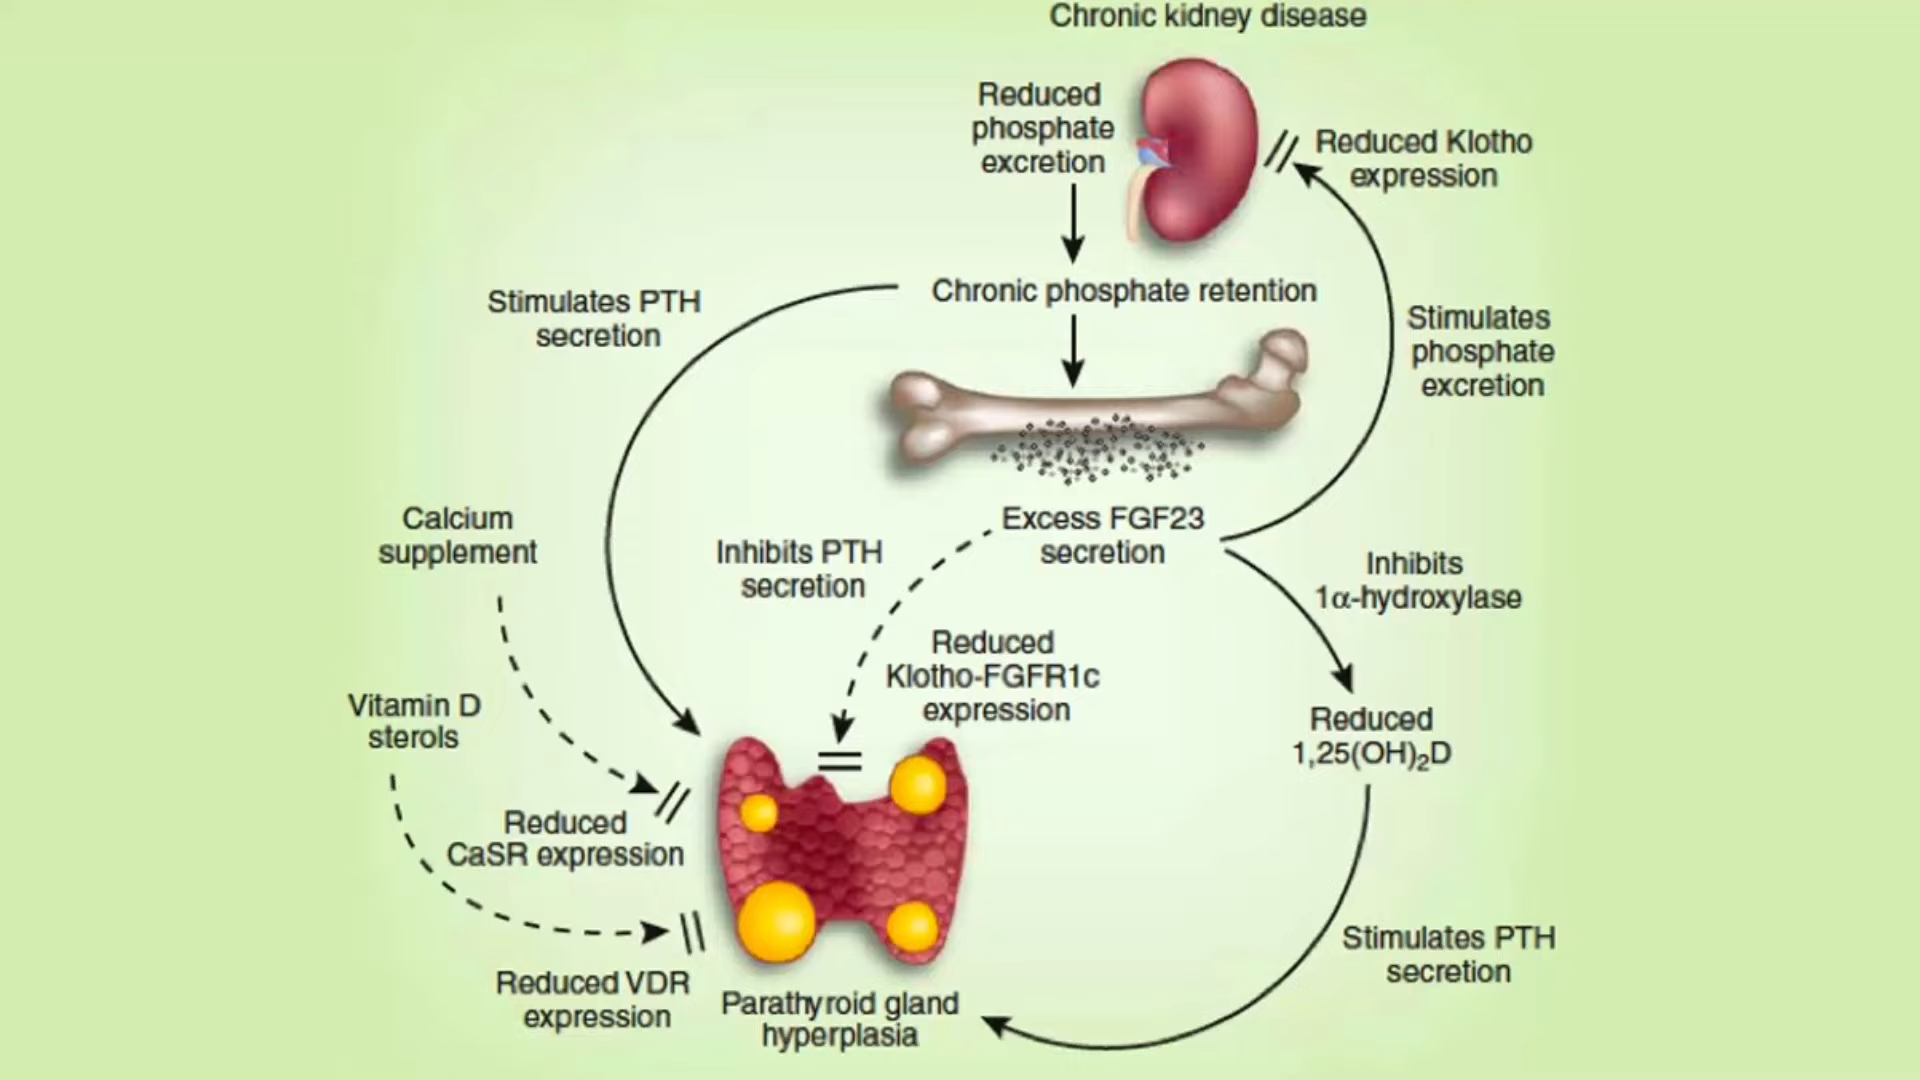 Chronic kidney disease
Reduced
phosphate
excretion
Reduced Klotho
expression
Chronic phosphate retention
Stimulates PTH
secretion
Stimulates
phosphate
excretion
Calcium
supplement
Inhibits PTH
secretion
Excess FGF23
secretion
Inhibits
1α-hydroxylase
Reduced
Klotho-FGFR1c
expression
Vitamin D
sterols
Reduced
1,25(OH)₂D
Reduced
CaSR expression
Stimulates PTH
secretion
Reduced VDR
expression
Parathyroid gland
hyperplasia